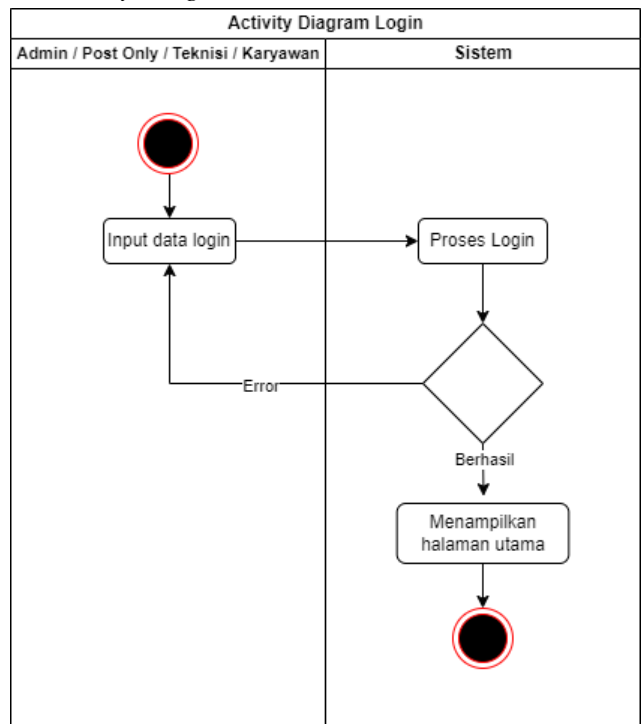 Activity Diagram Login
Admin / Post Only / Teknisi / Karyawan
Sistem
Input data login
Proses Login
Error
Berhasil
Menampilkan
halaman utama